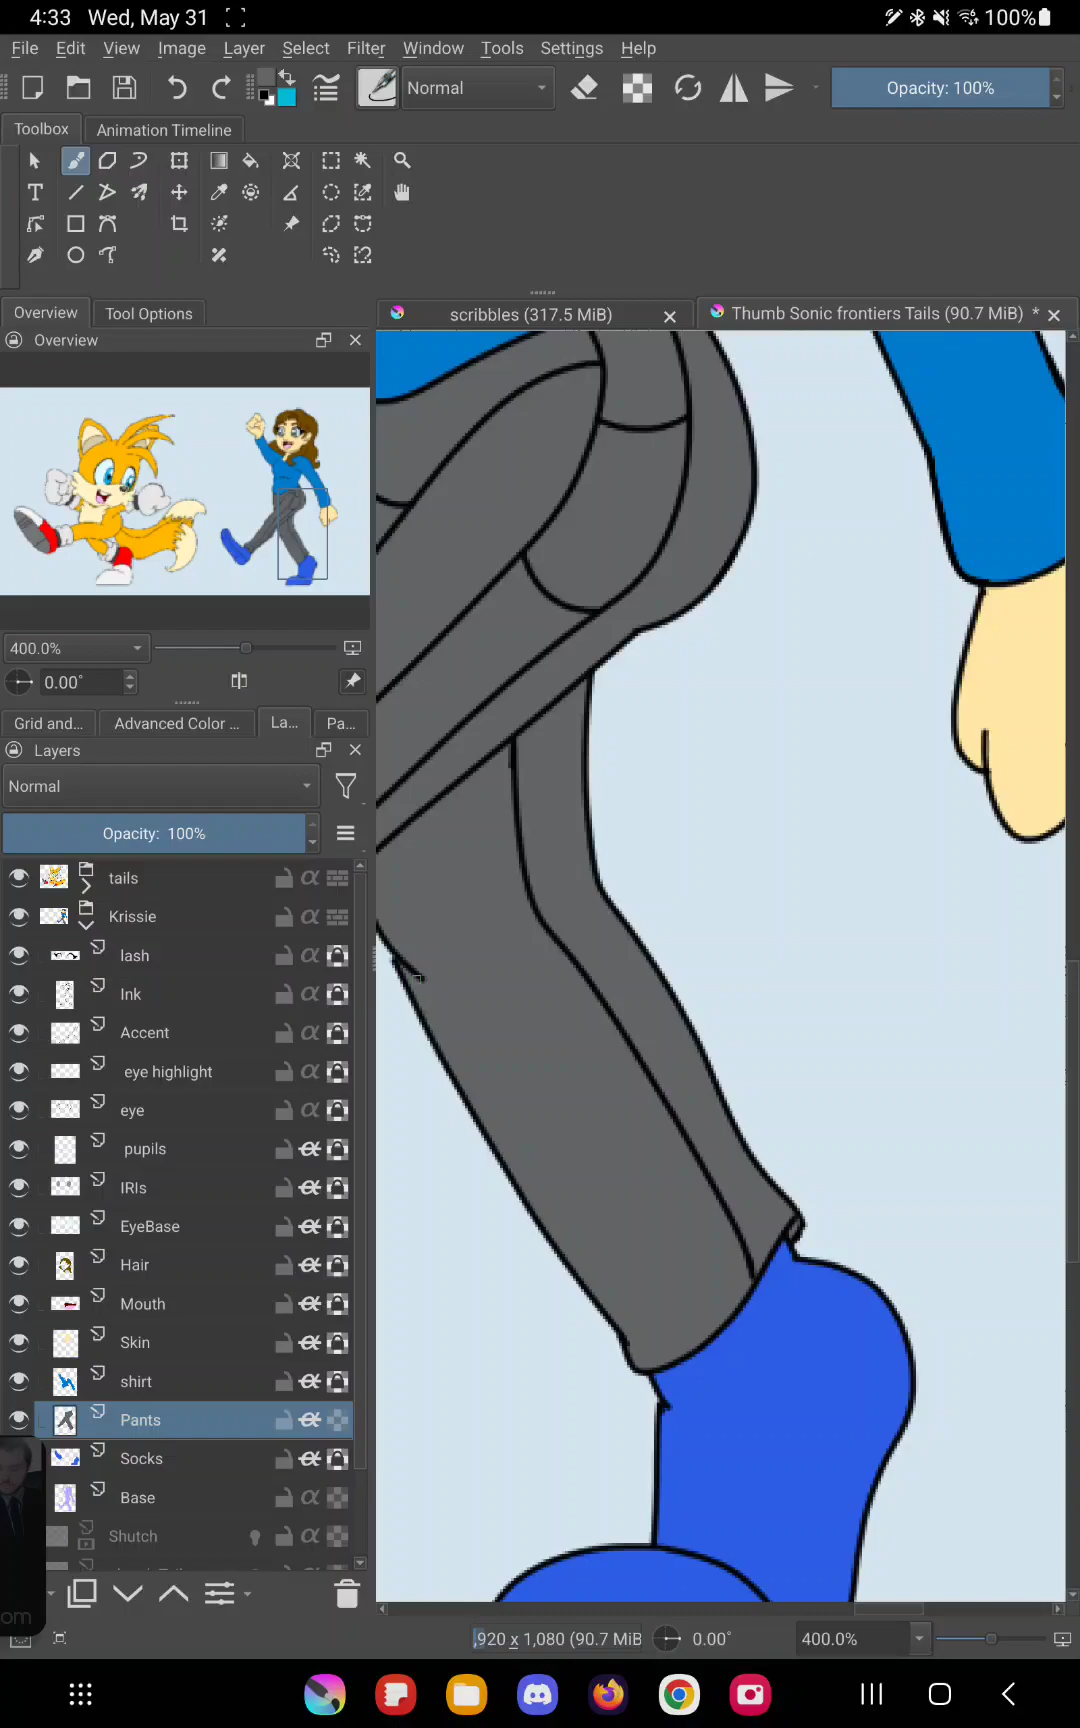 4:33 Wed, May 31 100%
File Edit View Image Layer Select Filter Window Tools Settings Help
Normal Opacity: 100%
Toolbox Animation Timeline
Overview Tool Options
scribbles (317.5 MiB) Thumb Sonic frontiers Tails (90.7 MiB) *
Overview
400.0%
0.00°
Grid and... Advanced Color ... La... Pa...
Layers
Normal
Opacity: 100%
tails
Krissie
lash
Ink
Accent
eye highlight
eye
pupils
IRIs
EyeBase
Hair
Mouth
Skin
shirt
Pants
Socks
Base
Shutch
om
,920 x 1,080 (90.7 MiB 0.00° 400.0%